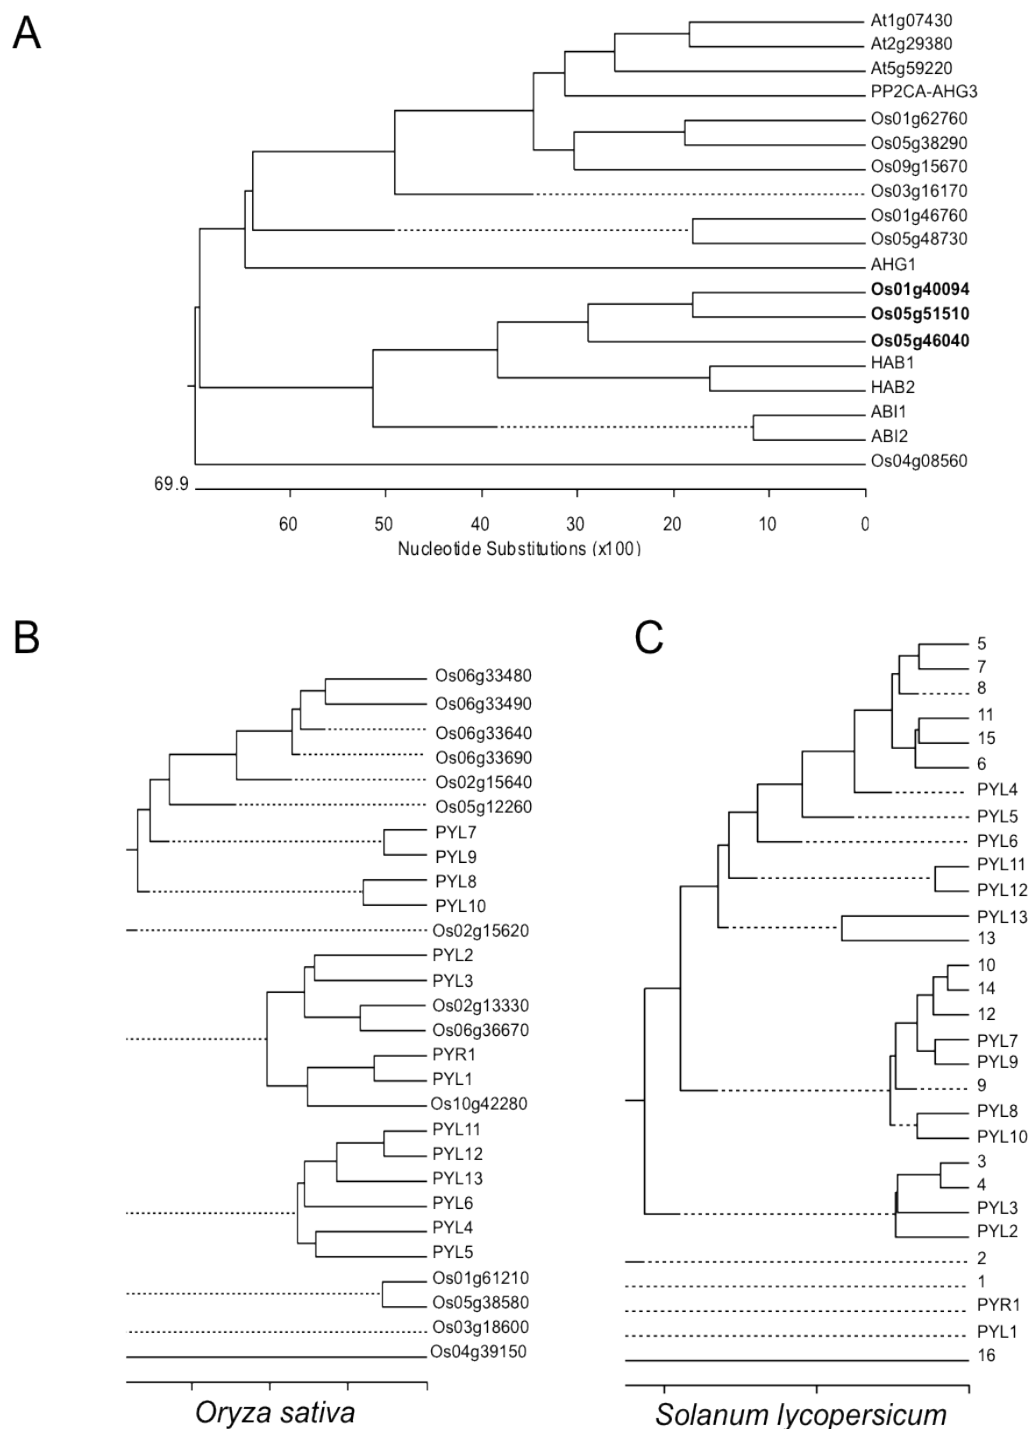 A
At1g07430
At2g29380
At5g59220
PP2CA-AHG3
Os01g62760
Os05g38290
Os09g15670
Os03g16170
Os01g46760
Os05g48730
AHG1
Os01g40094
Os05g51510
Os05g46040
HAB1
HAB2
ABI1
ABI2
Os04g08560
69.9
60 50 40 30 20 10 0
Nucleotide Substitutions (x100)
B
Os06g33480
Os06g33490
Os06g33640
Os06g33690
Os02g15640
Os05g12260
PYL7
PYL9
PYL8
PYL10
Os02g15620
PYL2
PYL3
Os02g13330
Os06g36670
PYR1
PYL1
Os10g42280
PYL11
PYL12
PYL13
PYL6
PYL4
PYL5
Os01g61210
Os05g38580
Os03g18600
Os04g39150
Oryza sativa
C
5
7
8
11
15
6
PYL4
PYL5
PYL6
PYL11
PYL12
PYL13
13
10
14
12
PYL7
PYL9
9
PYL8
PYL10
3
4
PYL3
PYL2
2
1
PYR1
PYL1
16
Solanum lycopersicum